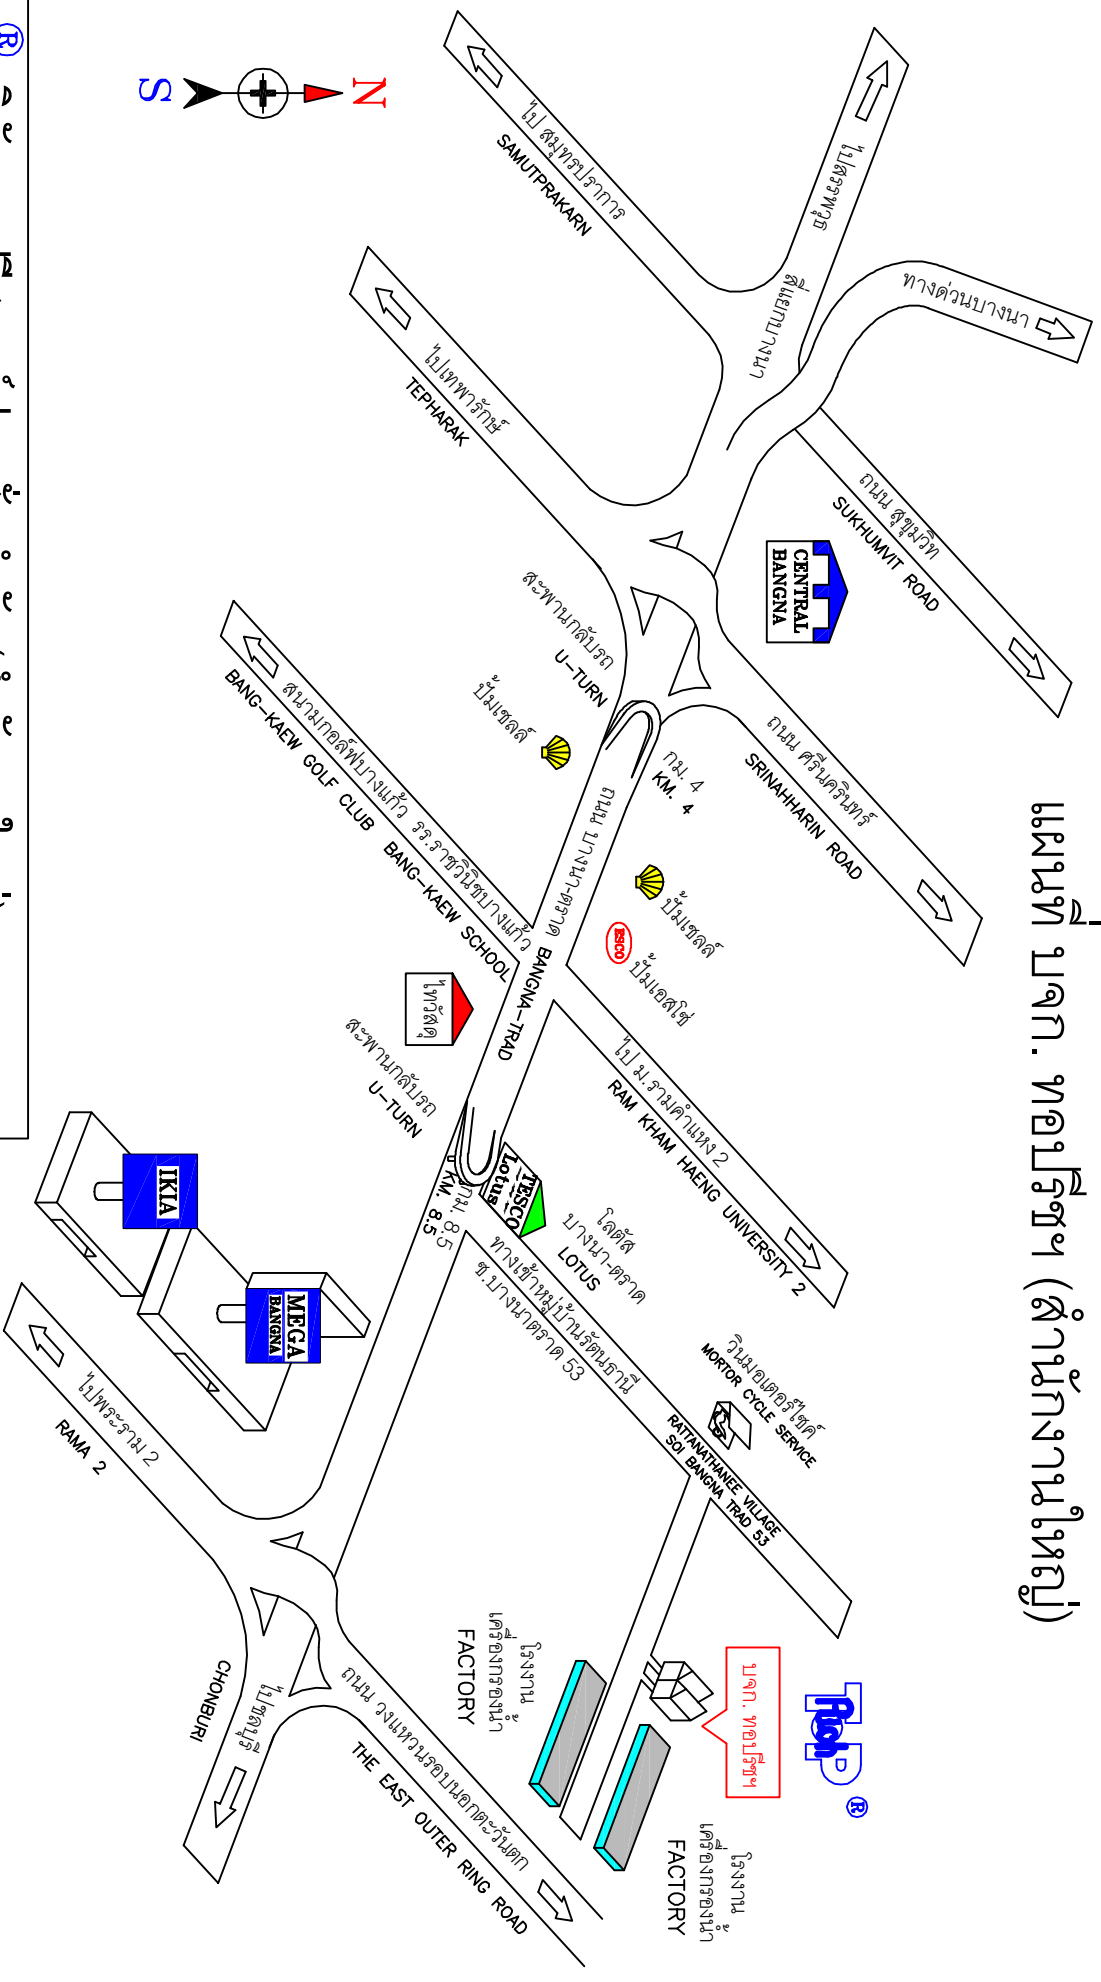 แผนที่ บจก. ทอปริชฯ (สำนักงานใหญ่)
N
S
ไป สมุทรปราการ
SAMUTPRAKARN
ไปสรรพวุธ
สี่แยกบางนา
ทางด่วนบางนา
ถนน สุขุมวิท
SUKHUMVIT ROAD
CENTRAL
BANGNA
ไปเทพารักษ์
TEPHARAK
ถนน ศรีนครินทร์
SRINAHHARIN ROAD
สะพานกลับรถ
U-TURN
ปั้มเชลล์
กม. 4
KM. 4
ปั้มเชลล์
ESCO
ปั้มเอสโซ่
ถนน บางนา-ตราด BANGNA-TRAD
สนามกอล์ฟบางแก้ว รร.ราชวินิชบางแก้ว
BANG-KAEW GOLF CLUB BANG-KAEW SCHOOL
ไทวัสดุ
สะพานกลับรถ
U-TURN
กม. 8.5
KM. 8.5
ไป ม.รามคำแหง 2
RAM KHAM HAENG UNIVERSITY 2
TESCO
Lotus
โลตัส
บางนา-ตราด
LOTUS
ทางเข้าหมู่บ้านรัตนธานี
ซ.บางนาตราด 53
RATTANATHANEE VILLAGE
SOI BANGNA TRAD 53
วินมอเตอร์ไซค์
MORTOR CYCLE SERVICE
IKIA
MEGA
BANGNA
ไปพระราม 2
RAMA 2
ไปชลบุรี
CHONBURI
ถนน วงแหวนรอบนอกตะวันตก
THE EAST OUTER RING ROAD
โรงงาน
เครื่องกรองน้ำ
FACTORY
บจก. ทอปริชฯ
TOP
Rich
®
โรงงาน
เครื่องกรองน้ำ
FACTORY
®